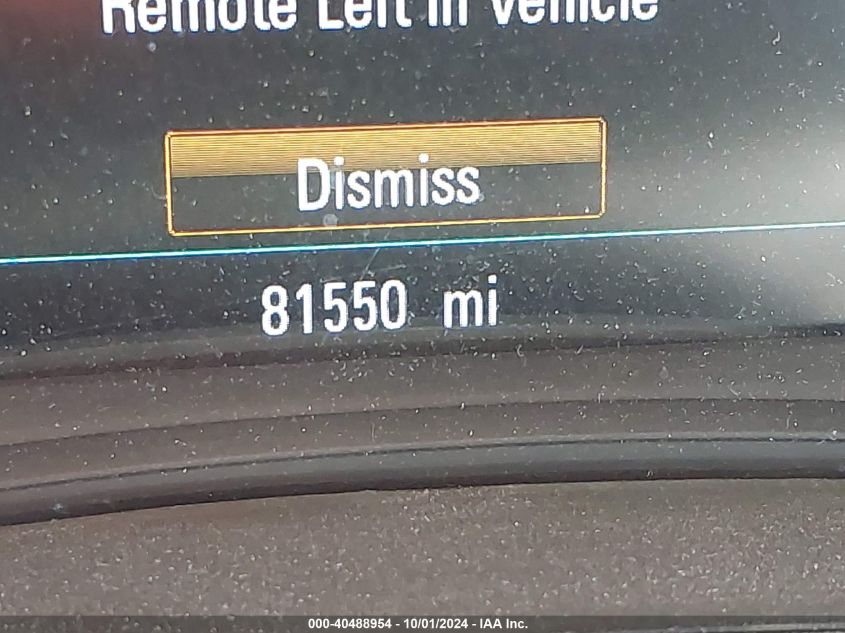 Remote Left in Vehicle
Dismiss
81550 mi
000-40488954 - 10/01/2024 - IAA Inc.